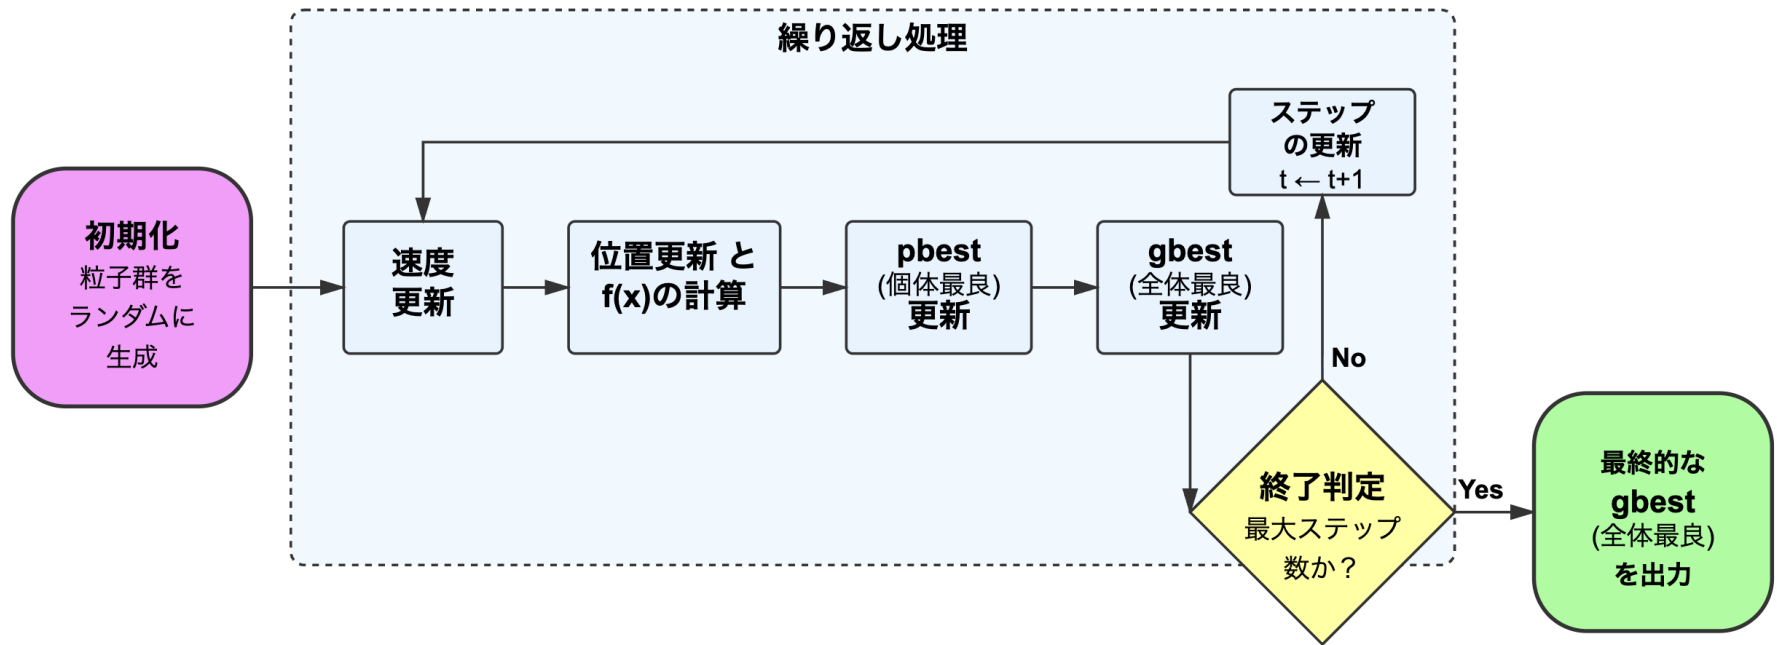 繰り返し処理
初期化
粒子群を
ランダムに
生成
速度
更新
位置更新 と
f(x)の計算
pbest
(個体最良)
更新
gbest
(全体最良)
更新
終了判定
最大ステップ
数か？
No
ステップ
の更新
t ← t+1
Yes
最終的な
gbest
(全体最良)
を出力